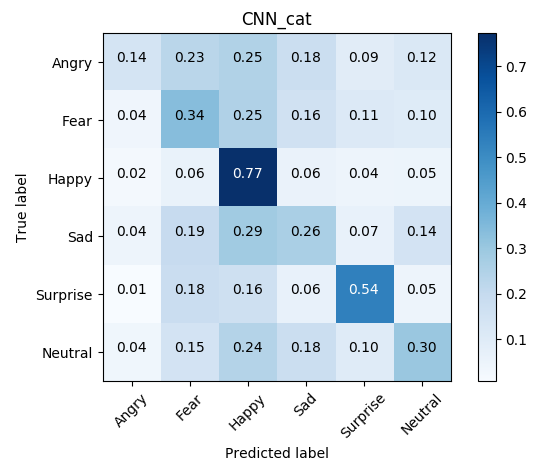 CNN_cat
Angry 0.14 0.23 0.25 0.18 0.09 0.12
Fear 0.04 0.34 0.25 0.16 0.11 0.10
Happy 0.02 0.06 0.77 0.06 0.04 0.05
Sad 0.04 0.19 0.29 0.26 0.07 0.14
Surprise 0.01 0.18 0.16 0.06 0.54 0.05
Neutral 0.04 0.15 0.24 0.18 0.10 0.30
Angry Fear Happy Sad Surprise Neutral
Predicted label
True label
0.7
0.6
0.5
0.4
0.3
0.2
0.1